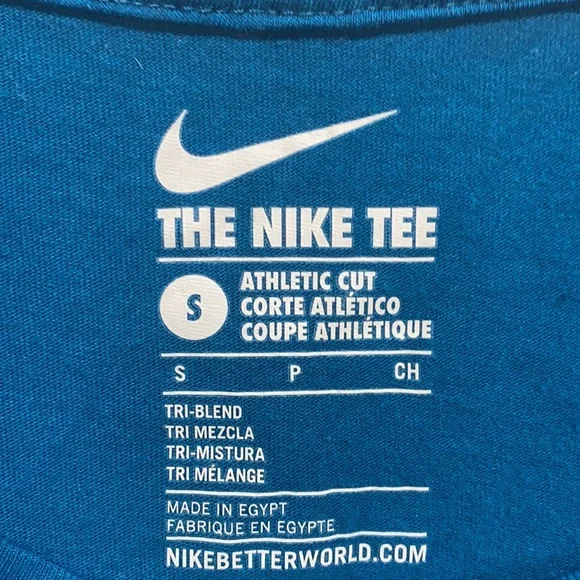 THE NIKE TEE
S
ATHLETIC CUT
CORTE ATLÉTICO
COUPE ATHLÉTIQUE
S P CH
TRI-BLEND
TRI MEZCLA
TRI-MISTURA
TRI MÉLANGE
MADE IN EGYPT
FABRIQUE EN EGYPTE
NIKEBETTERWORLD.COM